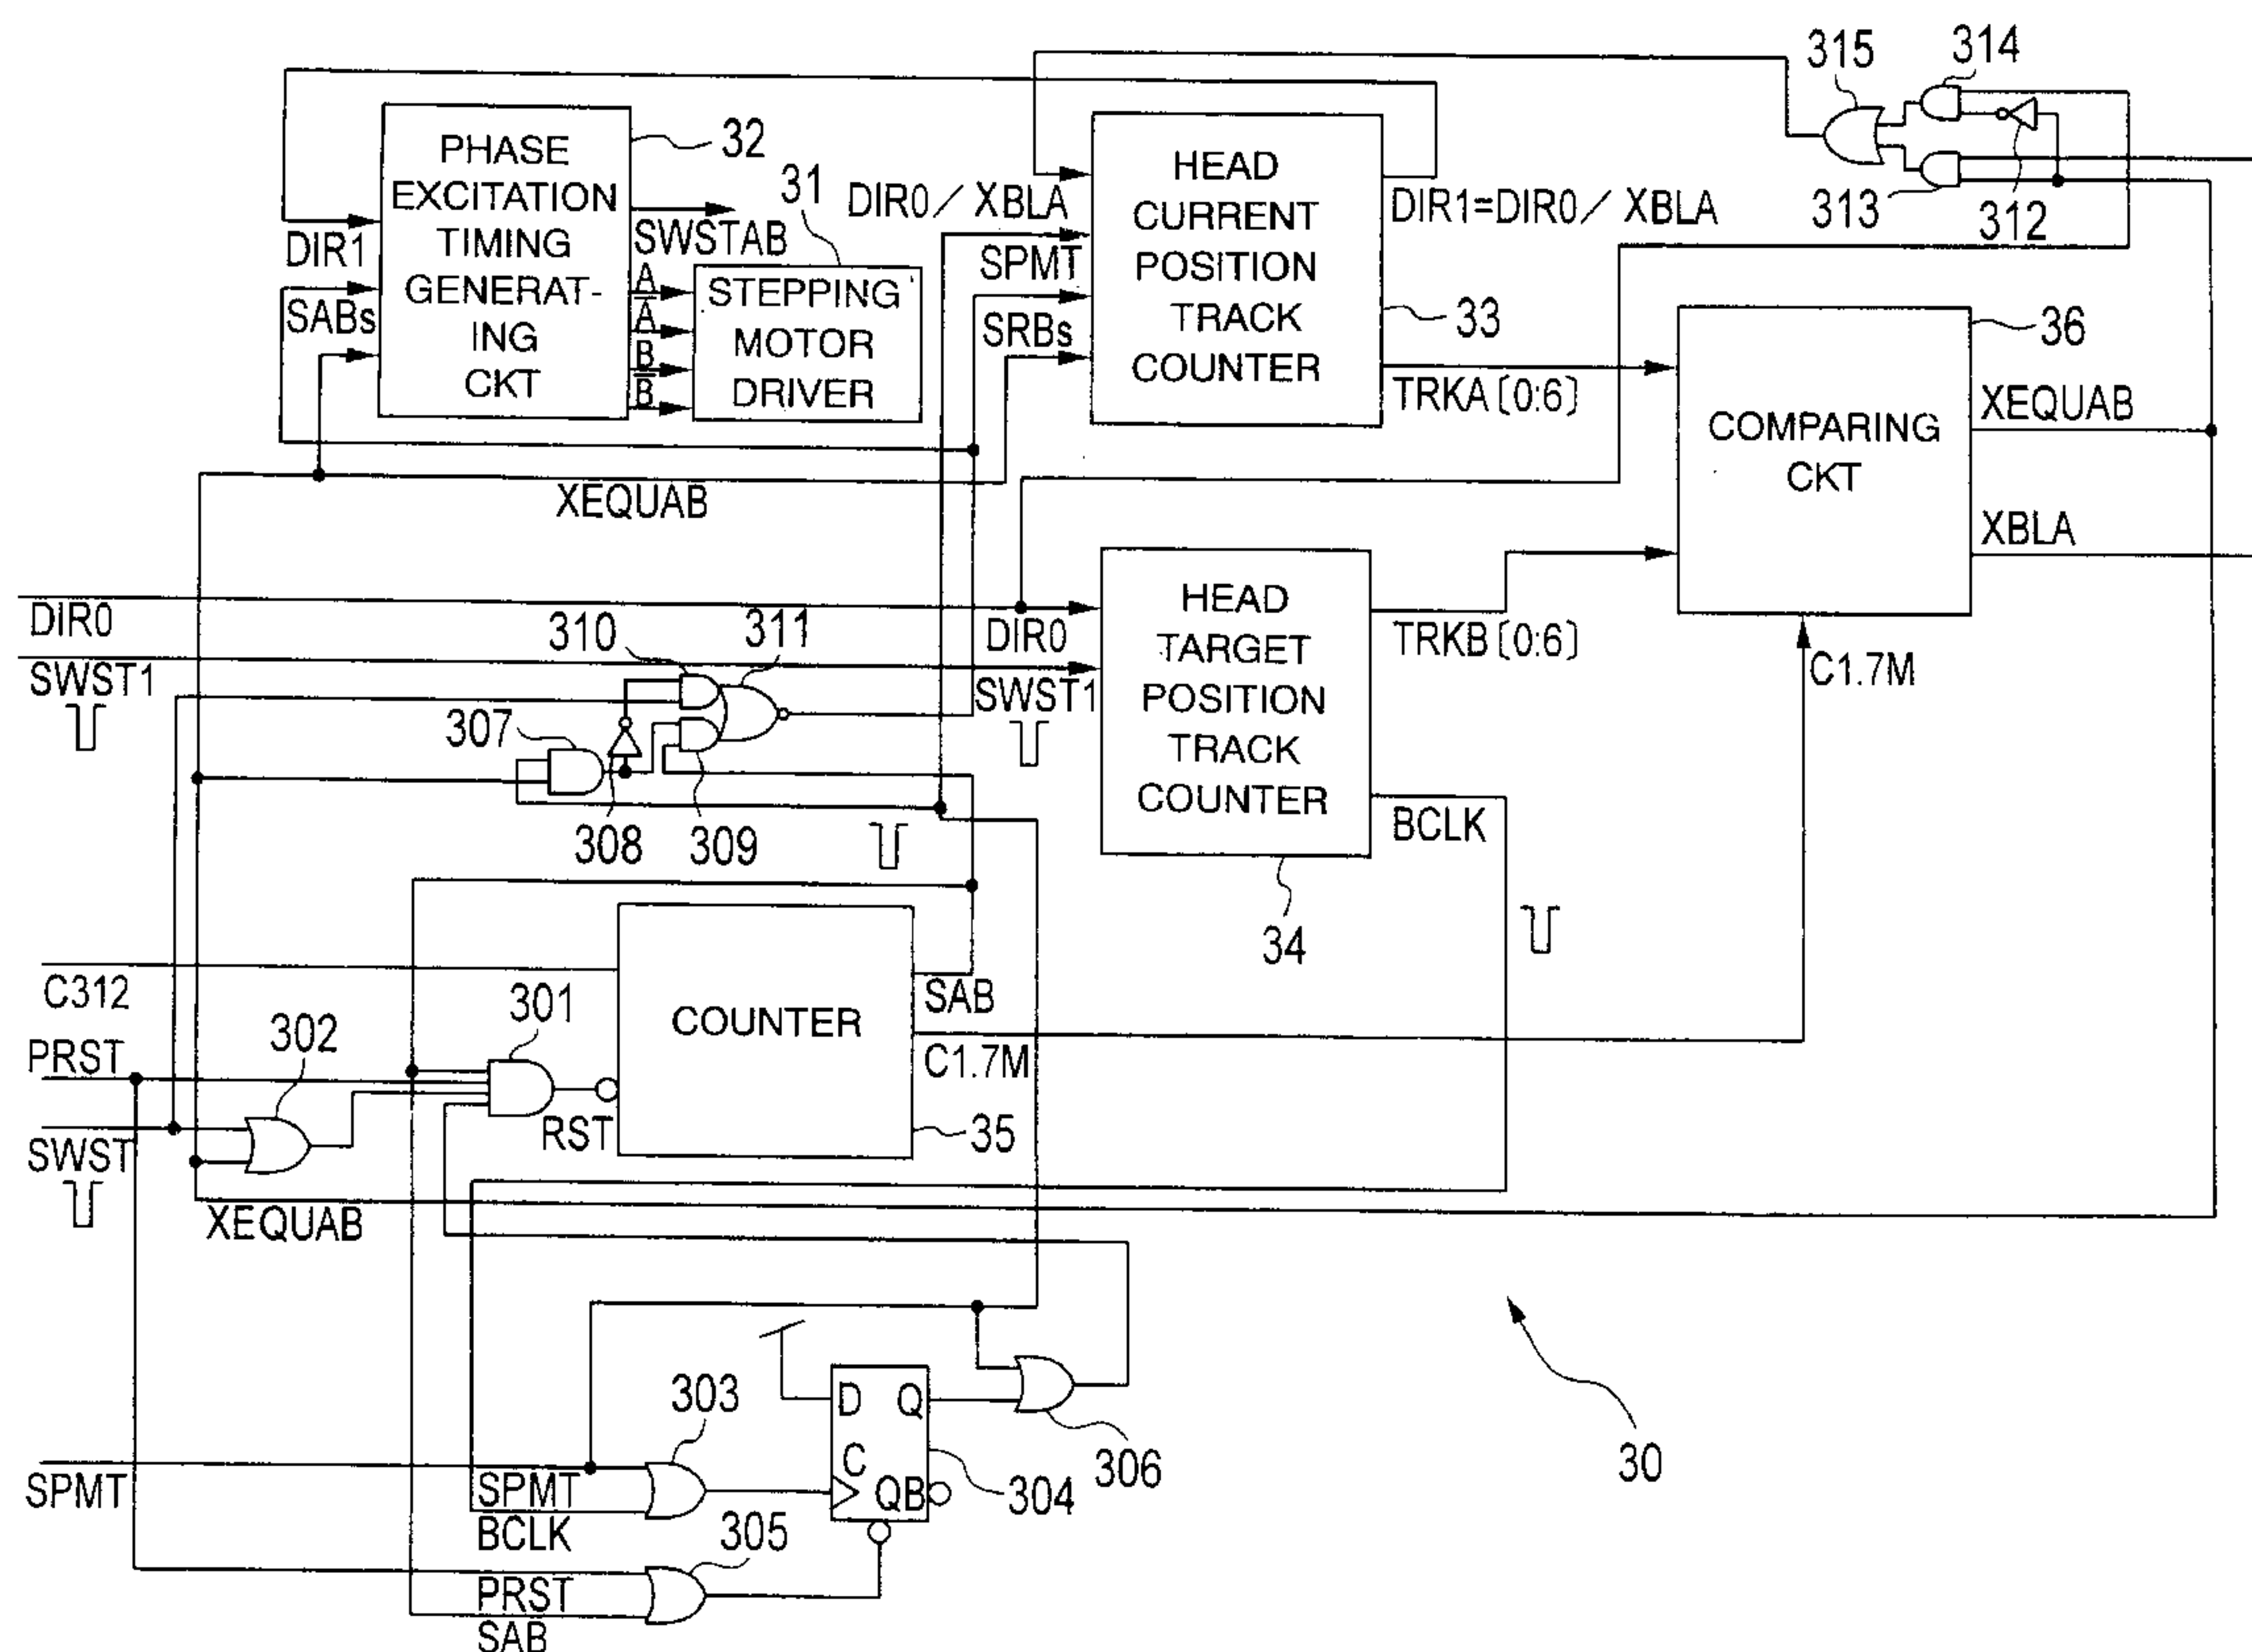 315
314
PHASE
EXCITATION
TIMING
GENERAT-
ING
CKT
32
31
SWSTAB
DIR1
SABs
A
A
B
B
STEPPING
MOTOR
DRIVER
DIR0/XBLA
SPMT
SRBs
HEAD
CURRENT
POSITION
TRACK
COUNTER
DIR1=DIR0/XBLA
33
TRKA[0:6]
313
312
36
COMPARING
CKT
XEQUAB
XBLA
XEQUAB
DIR0
SWST1
310
311
307
308
309
DIR0
SWST1
HEAD
TARGET
POSITION
TRACK
COUNTER
TRKB[0:6]
C1.7M
BCLK
34
C312
PRST
SWST
302
301
RST
COUNTER
SAB
C1.7M
35
XEQUAB
SPMT
303
SPMT
BCLK
305
PRST
SAB
D
Q
C
QB
304
306
30